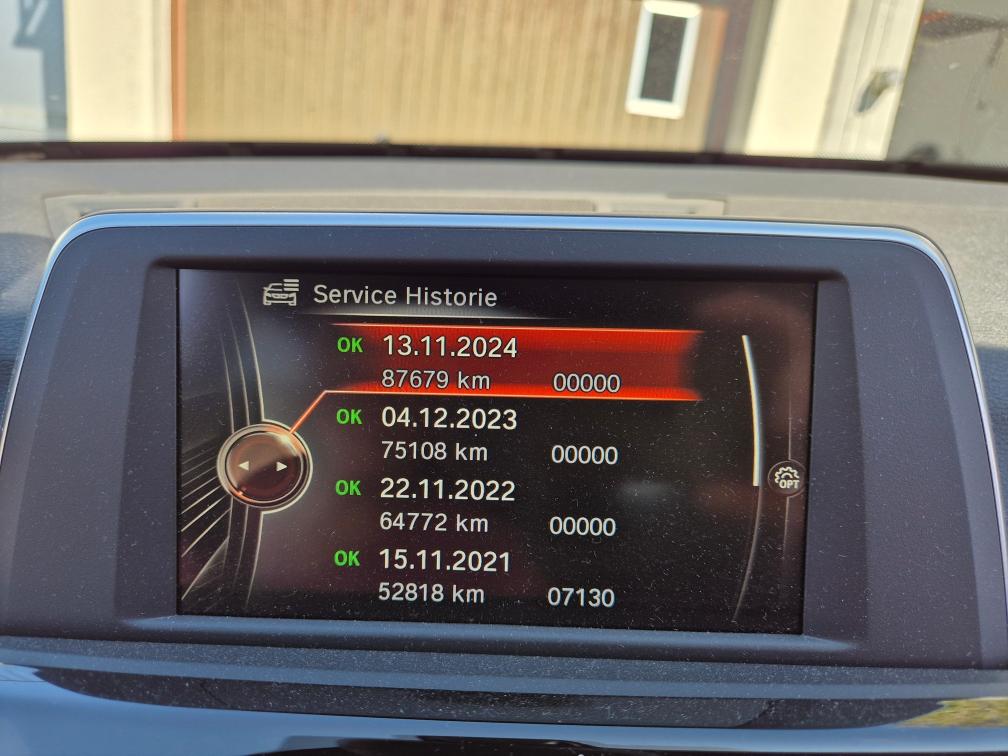 Service Historie
OK 13.11.2024
87679 km 00000
OK 04.12.2023
75108 km 00000
OK 22.11.2022
64772 km 00000
OK 15.11.2021
52818 km 07130
OPT